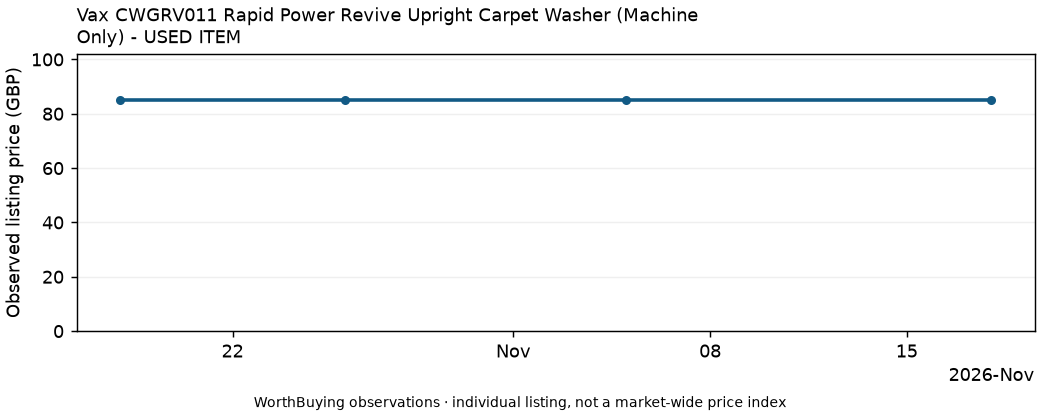 Vax CWGRV011 Rapid Power Revive Upright Carpet Washer (Machine
Only) - USED ITEM
Observed listing price (GBP)
100
80
60
40
20
0
22
Nov
08
15
2026-Nov
WorthBuying observations · individual listing, not a market-wide price index